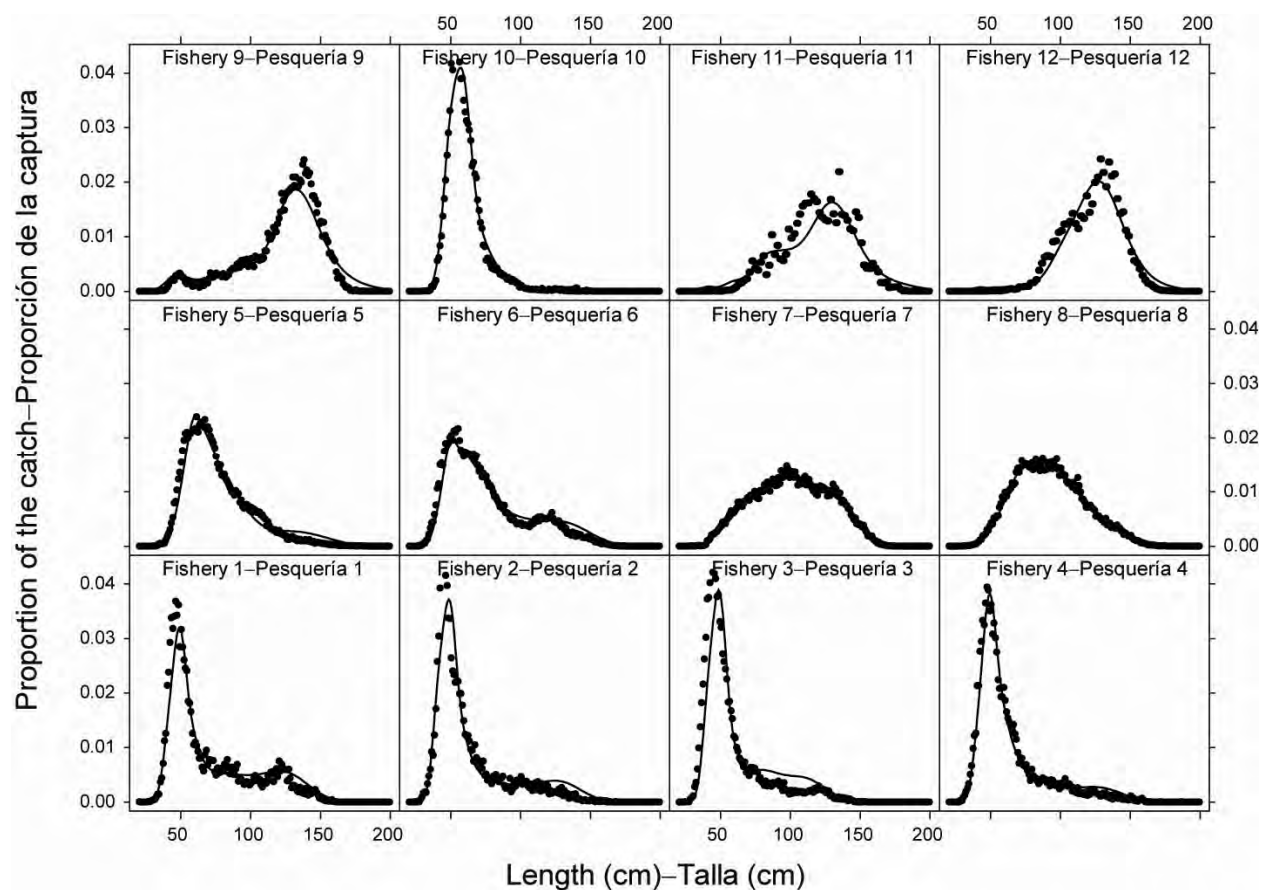 50 100 150 200 50 100 150 200
Fishery 9–Pesquería 9 Fishery 10–Pesquería 10 Fishery 11–Pesquería 11 Fishery 12–Pesquería 12
0.04
0.03
0.02
0.01
0.00
Fishery 5–Pesquería 5 Fishery 6–Pesquería 6 Fishery 7–Pesquería 7 Fishery 8–Pesquería 8
0.04
0.03
0.02
0.01
0.00
Fishery 1–Pesquería 1 Fishery 2–Pesquería 2 Fishery 3–Pesquería 3 Fishery 4–Pesquería 4
0.04
0.03
0.02
0.01
0.00
50 100 150 200 50 100 150 200
Length (cm)–Talla (cm)
Proportion of the catch–Proporción de la captura